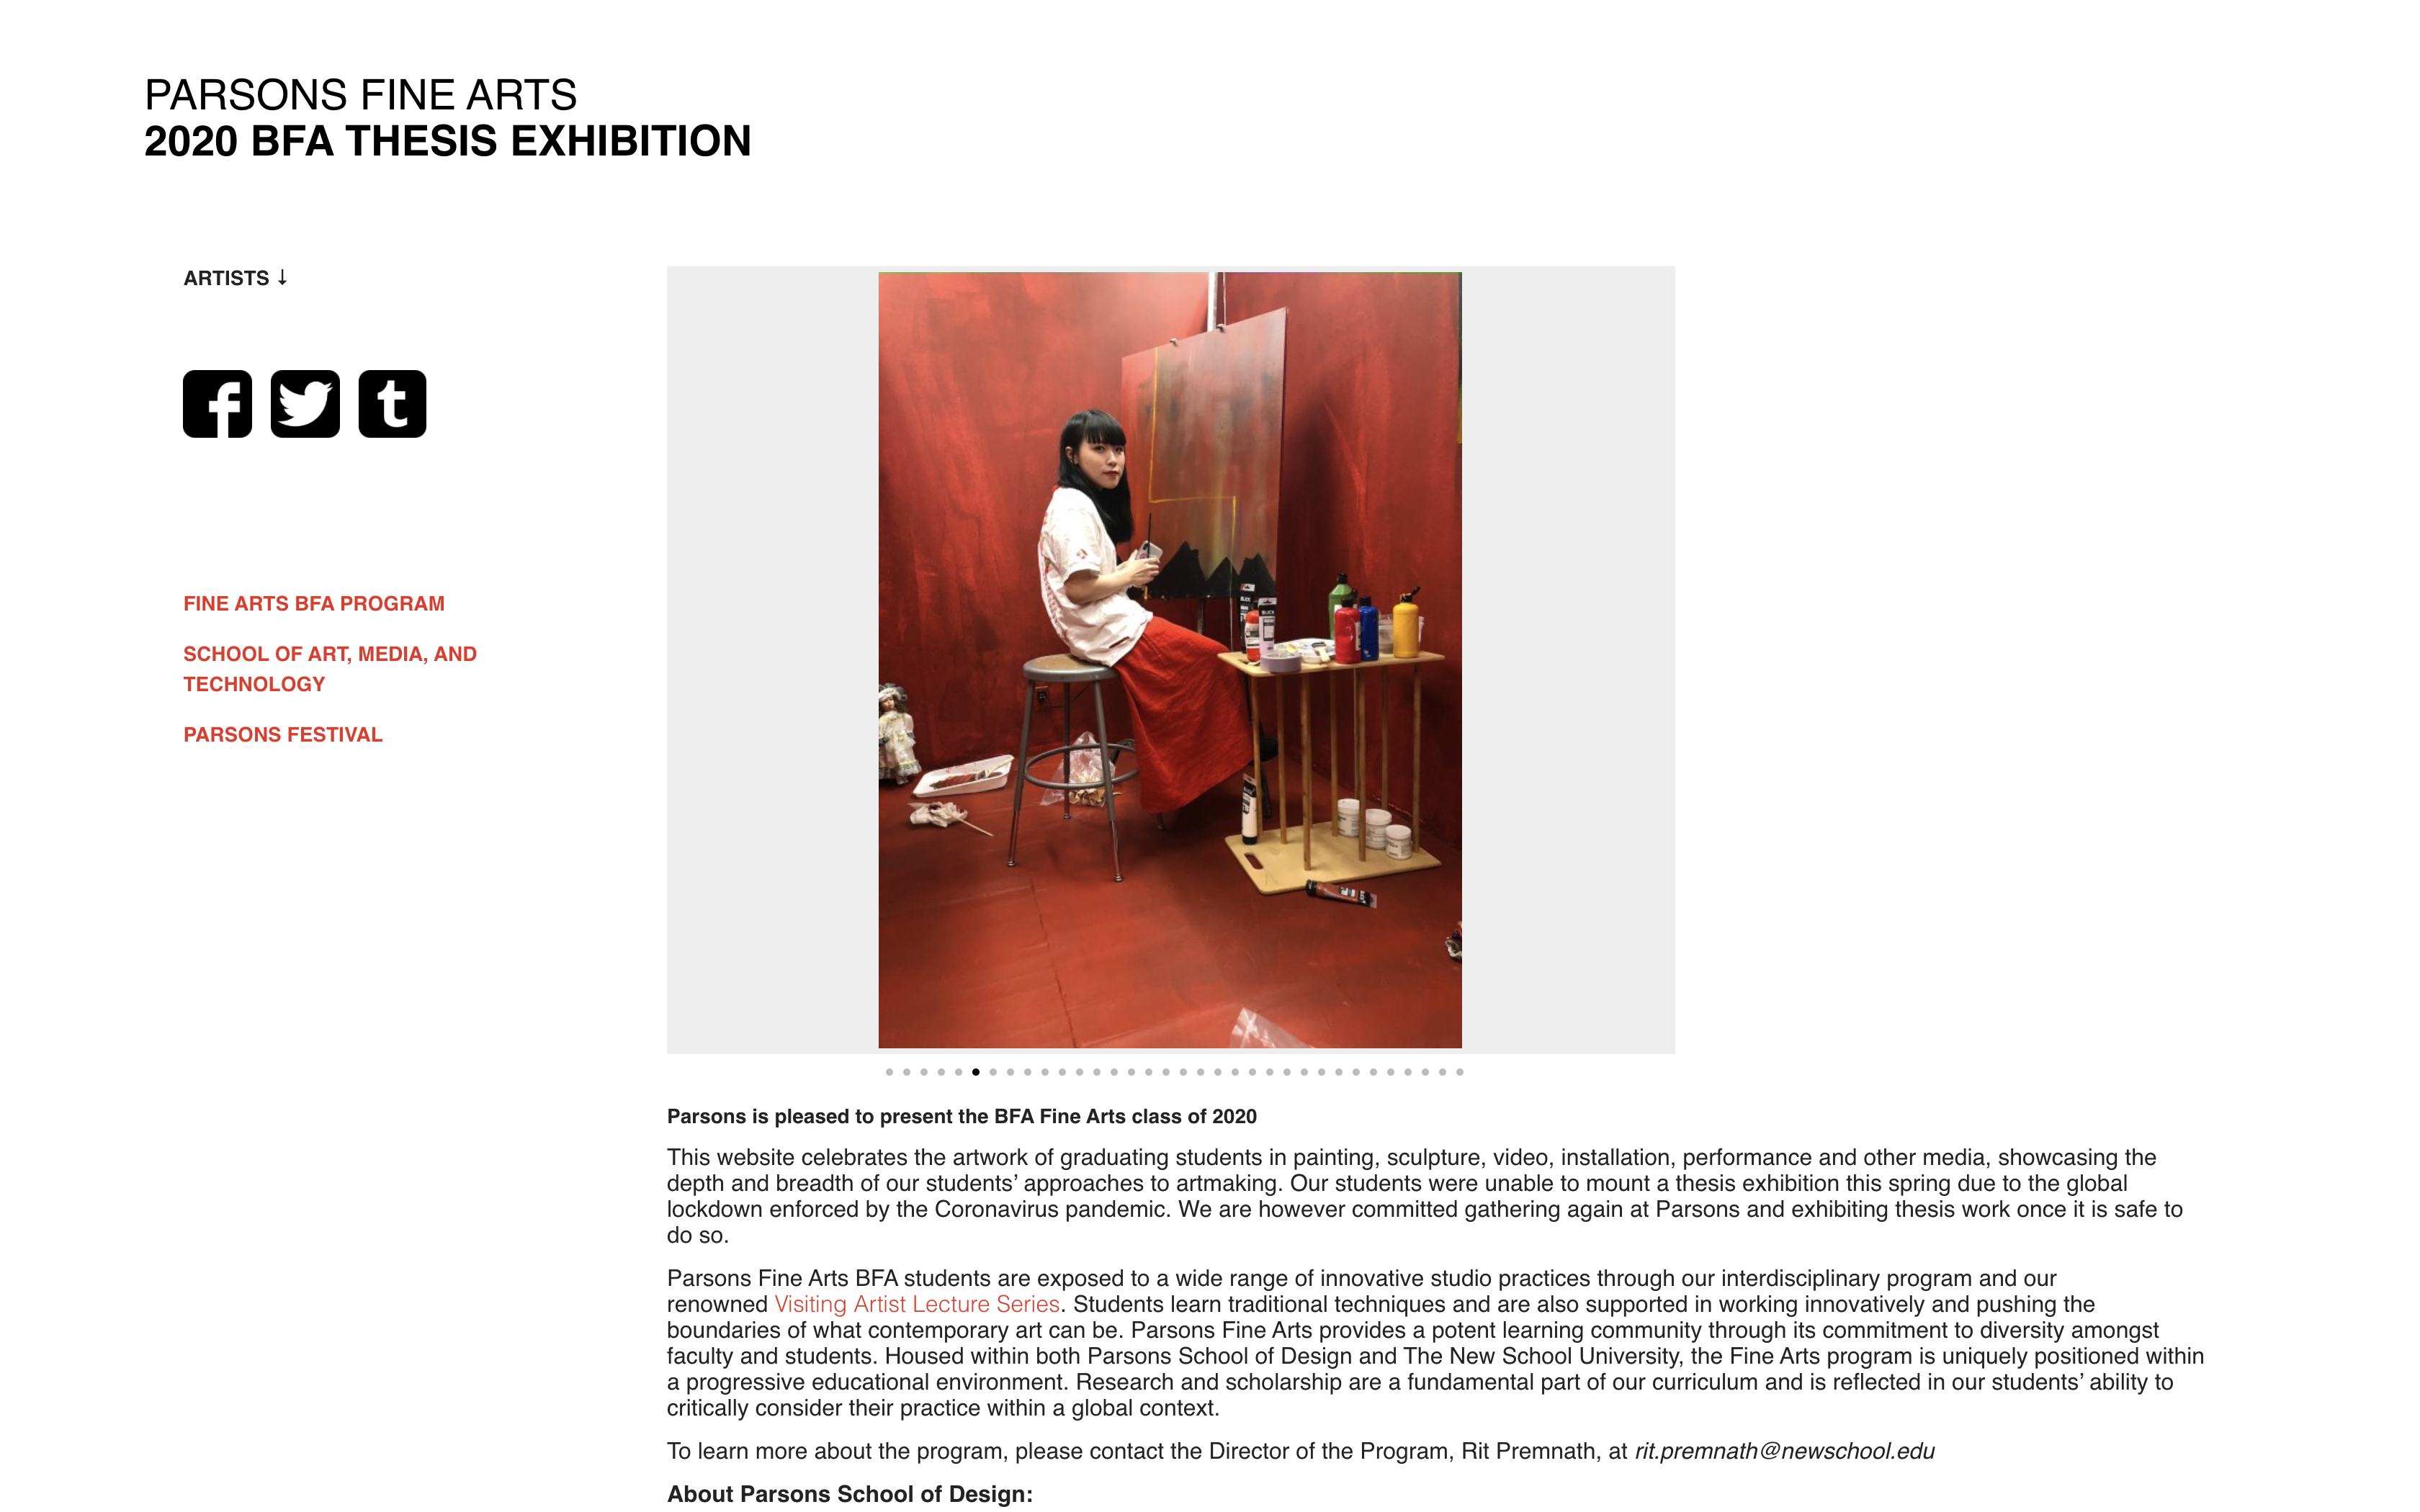 PARSONS FINE ARTS
2020 BFA THESIS EXHIBITION
ARTISTS ↓
FINE ARTS BFA PROGRAM
SCHOOL OF ART, MEDIA, AND
TECHNOLOGY
PARSONS FESTIVAL
Parsons is pleased to present the BFA Fine Arts class of 2020
This website celebrates the artwork of graduating students in painting, sculpture, video, installation, performance and other media, showcasing the
depth and breadth of our students’ approaches to artmaking. Our students were unable to mount a thesis exhibition this spring due to the global
lockdown enforced by the Coronavirus pandemic. We are however committed gathering again at Parsons and exhibiting thesis work once it is safe to
do so.
Parsons Fine Arts BFA students are exposed to a wide range of innovative studio practices through our interdisciplinary program and our
renowned Visiting Artist Lecture Series. Students learn traditional techniques and are also supported in working innovatively and pushing the
boundaries of what contemporary art can be. Parsons Fine Arts provides a potent learning community through its commitment to diversity amongst
faculty and students. Housed within both Parsons School of Design and The New School University, the Fine Arts program is uniquely positioned within
a progressive educational environment. Research and scholarship are a fundamental part of our curriculum and is reflected in our students’ ability to
critically consider their practice within a global context.
To learn more about the program, please contact the Director of the Program, Rit Premnath, at rit.premnath@newschool.edu
About Parsons School of Design: